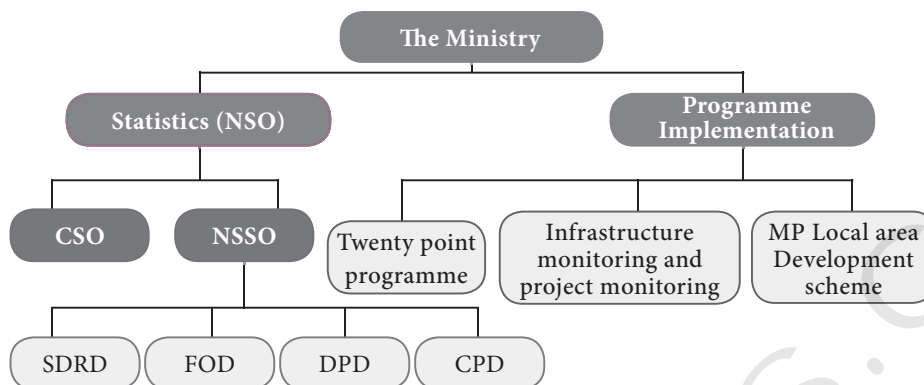 The Ministry
Statistics (NSO)
Programme
Implementation
CSO
NSSO
Twenty point
programme
Infrastructure
monitoring and
project monitoring
MP Local area
Development
scheme
SDRD
FOD
DPD
CPD